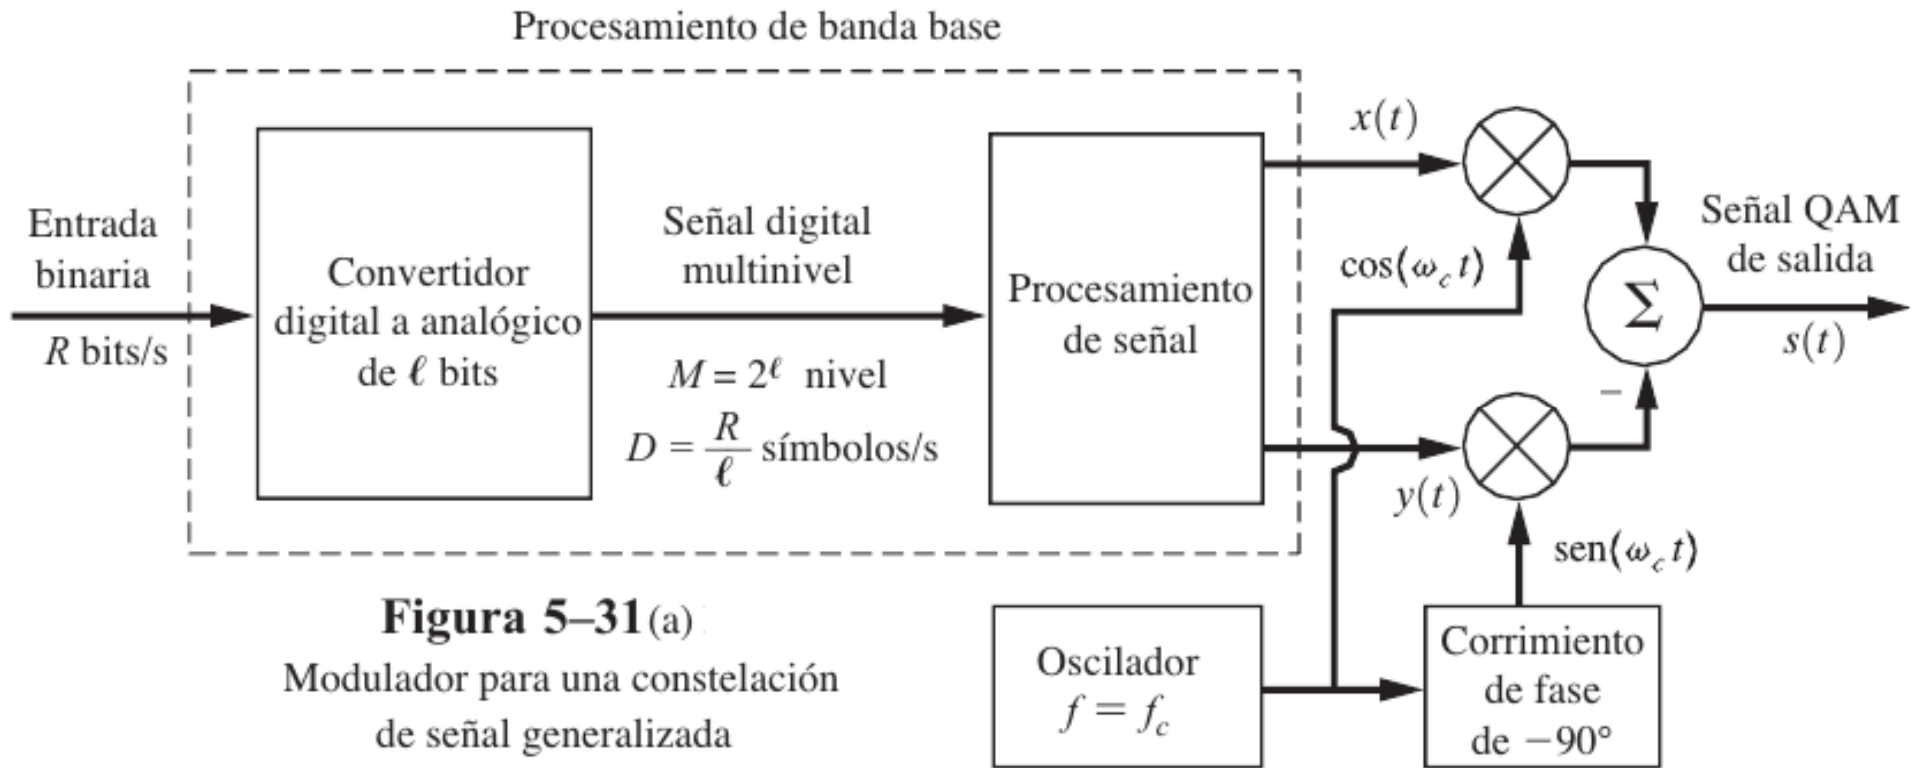 Procesamiento de banda base
Entrada
binaria
R bits/s
Convertidor
digital a analógico
de ℓ bits
Señal digital
multinivel
M = 2^ℓ nivel
D = R/ℓ símbolos/s
Procesamiento
de señal
x(t)
cos(ω_c t)
y(t)
sen(ω_c t)
Σ
−
Señal QAM
de salida
s(t)
Oscilador
f = f_c
Corrimiento
de fase
de −90°
Figura 5–31(a)
Modulador para una constelación
de señal generalizada